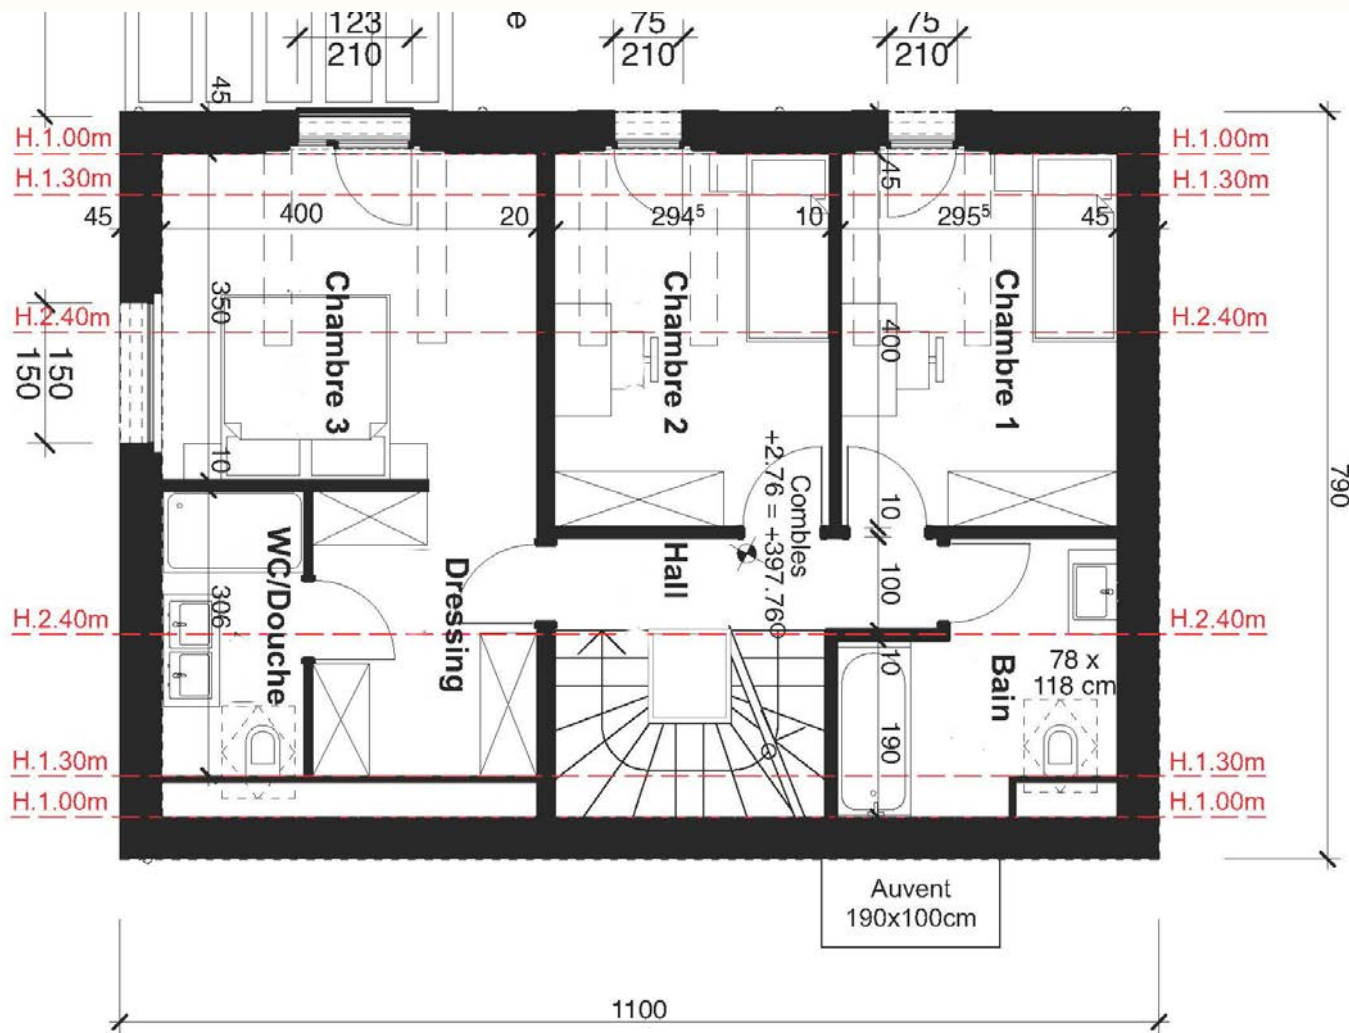 123
210
e
75
210
75
210
45
H.1.00m
H.1.00m
H.1.30m
H.1.30m
45
400
20
294⁵
10
45
295⁵
45
350
Chambre 3
Chambre 2
Chambre 1
H.2.40m
H.2.40m
400
150
150
790
10
Combles
+2.76 = +397.76
10
WC/Douche
Dressing
Hall
100
306
H.2.40m
H.2.40m
10
Bain
78 x
118 cm
190
H.1.30m
H.1.30m
H.1.00m
H.1.00m
Auvent
190x100cm
1100